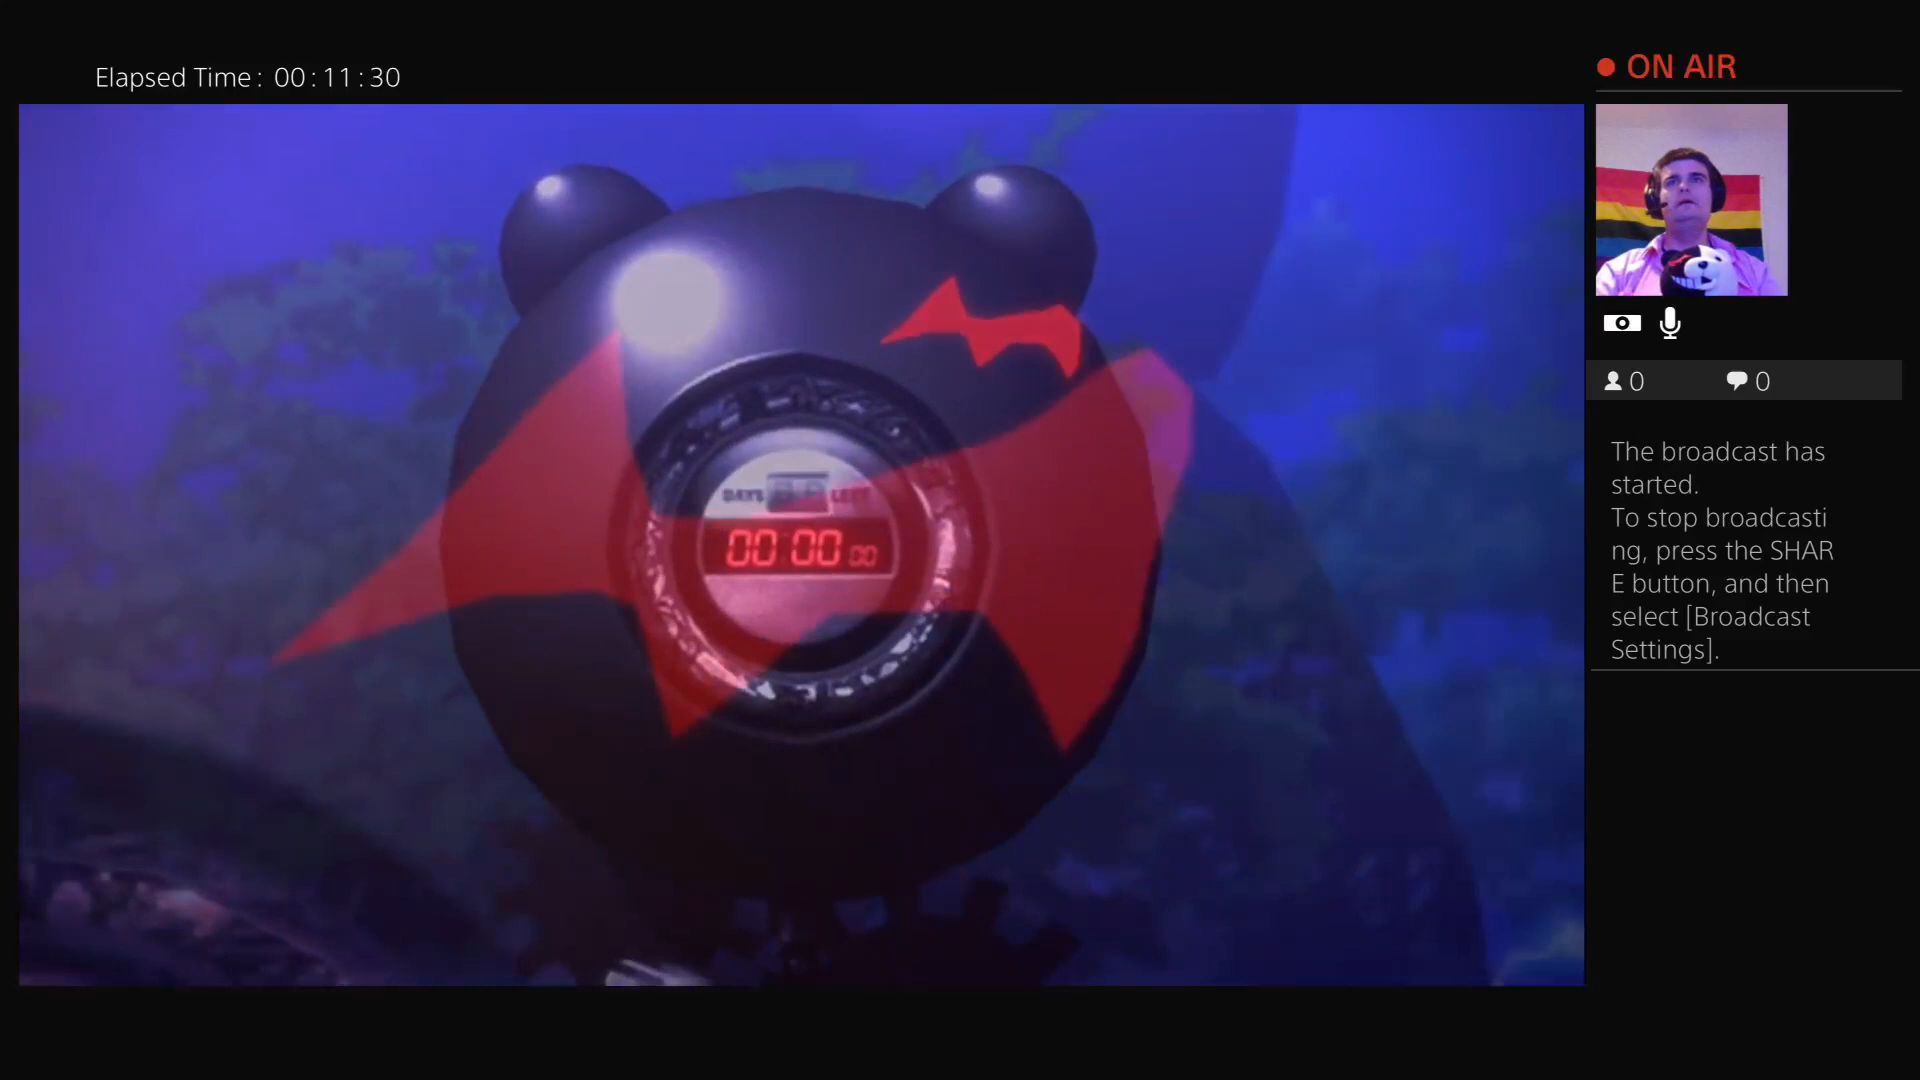 Elapsed Time: 00:11:30
ON AIR
DAYS LEFT
00:00 00
0 0
The broadcast has
started.
To stop broadcasti
ng, press the SHAR
E button, and then
select [Broadcast
Settings].